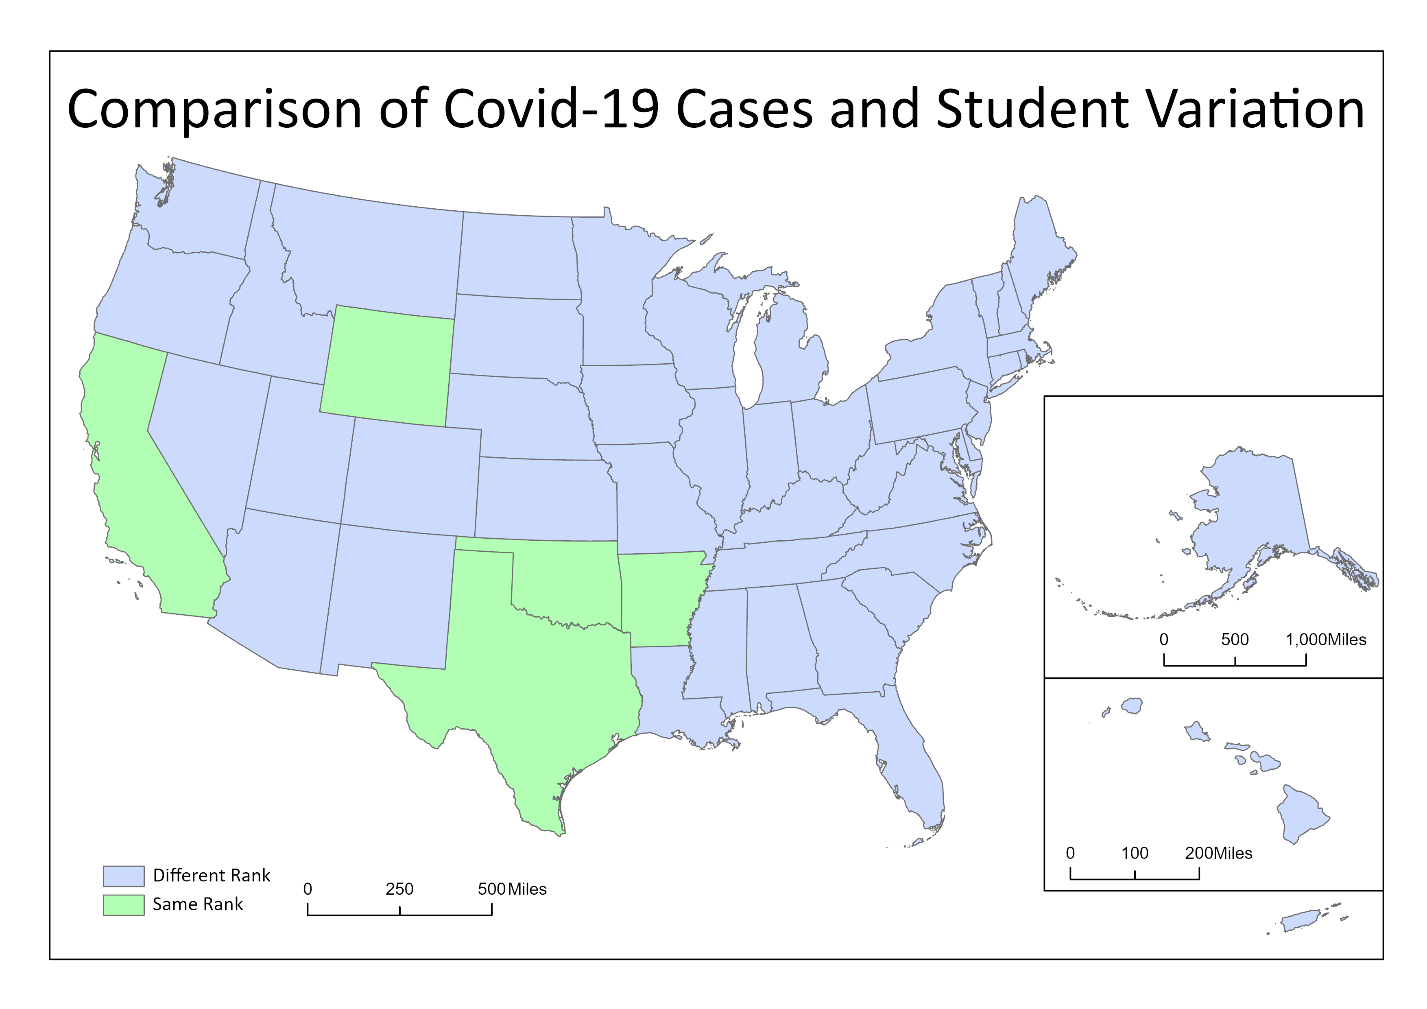 Comparison of Covid-19 Cases and Student Variation
0 500 1,000Miles
0 100 200Miles
Different Rank
Same Rank
0 250 500Miles